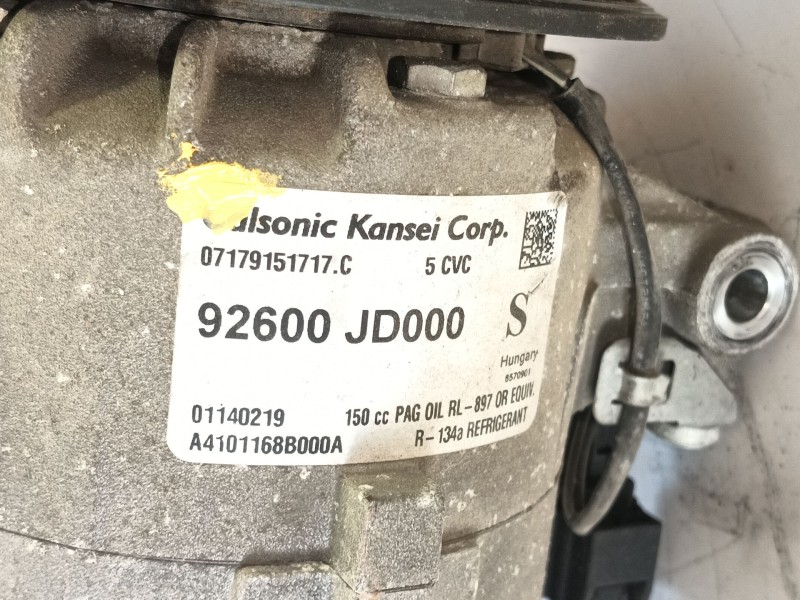 alsonic Kansei Corp.
07179151717.C 5 CVC
92600 JD000 S
Hungary
8570901
01140219 150 cc PAG OIL RL-897 OR EQUIV.
A4101168B000A R-134a REFRIGERANT